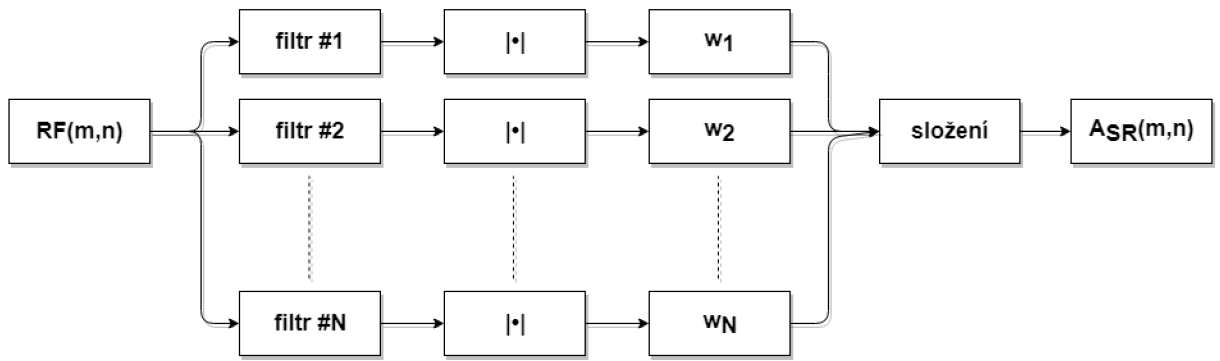 filtr #1
|•|
w1
RF(m,n)
filtr #2
|•|
w2
složení
ASR(m,n)
filtr #N
|•|
wN